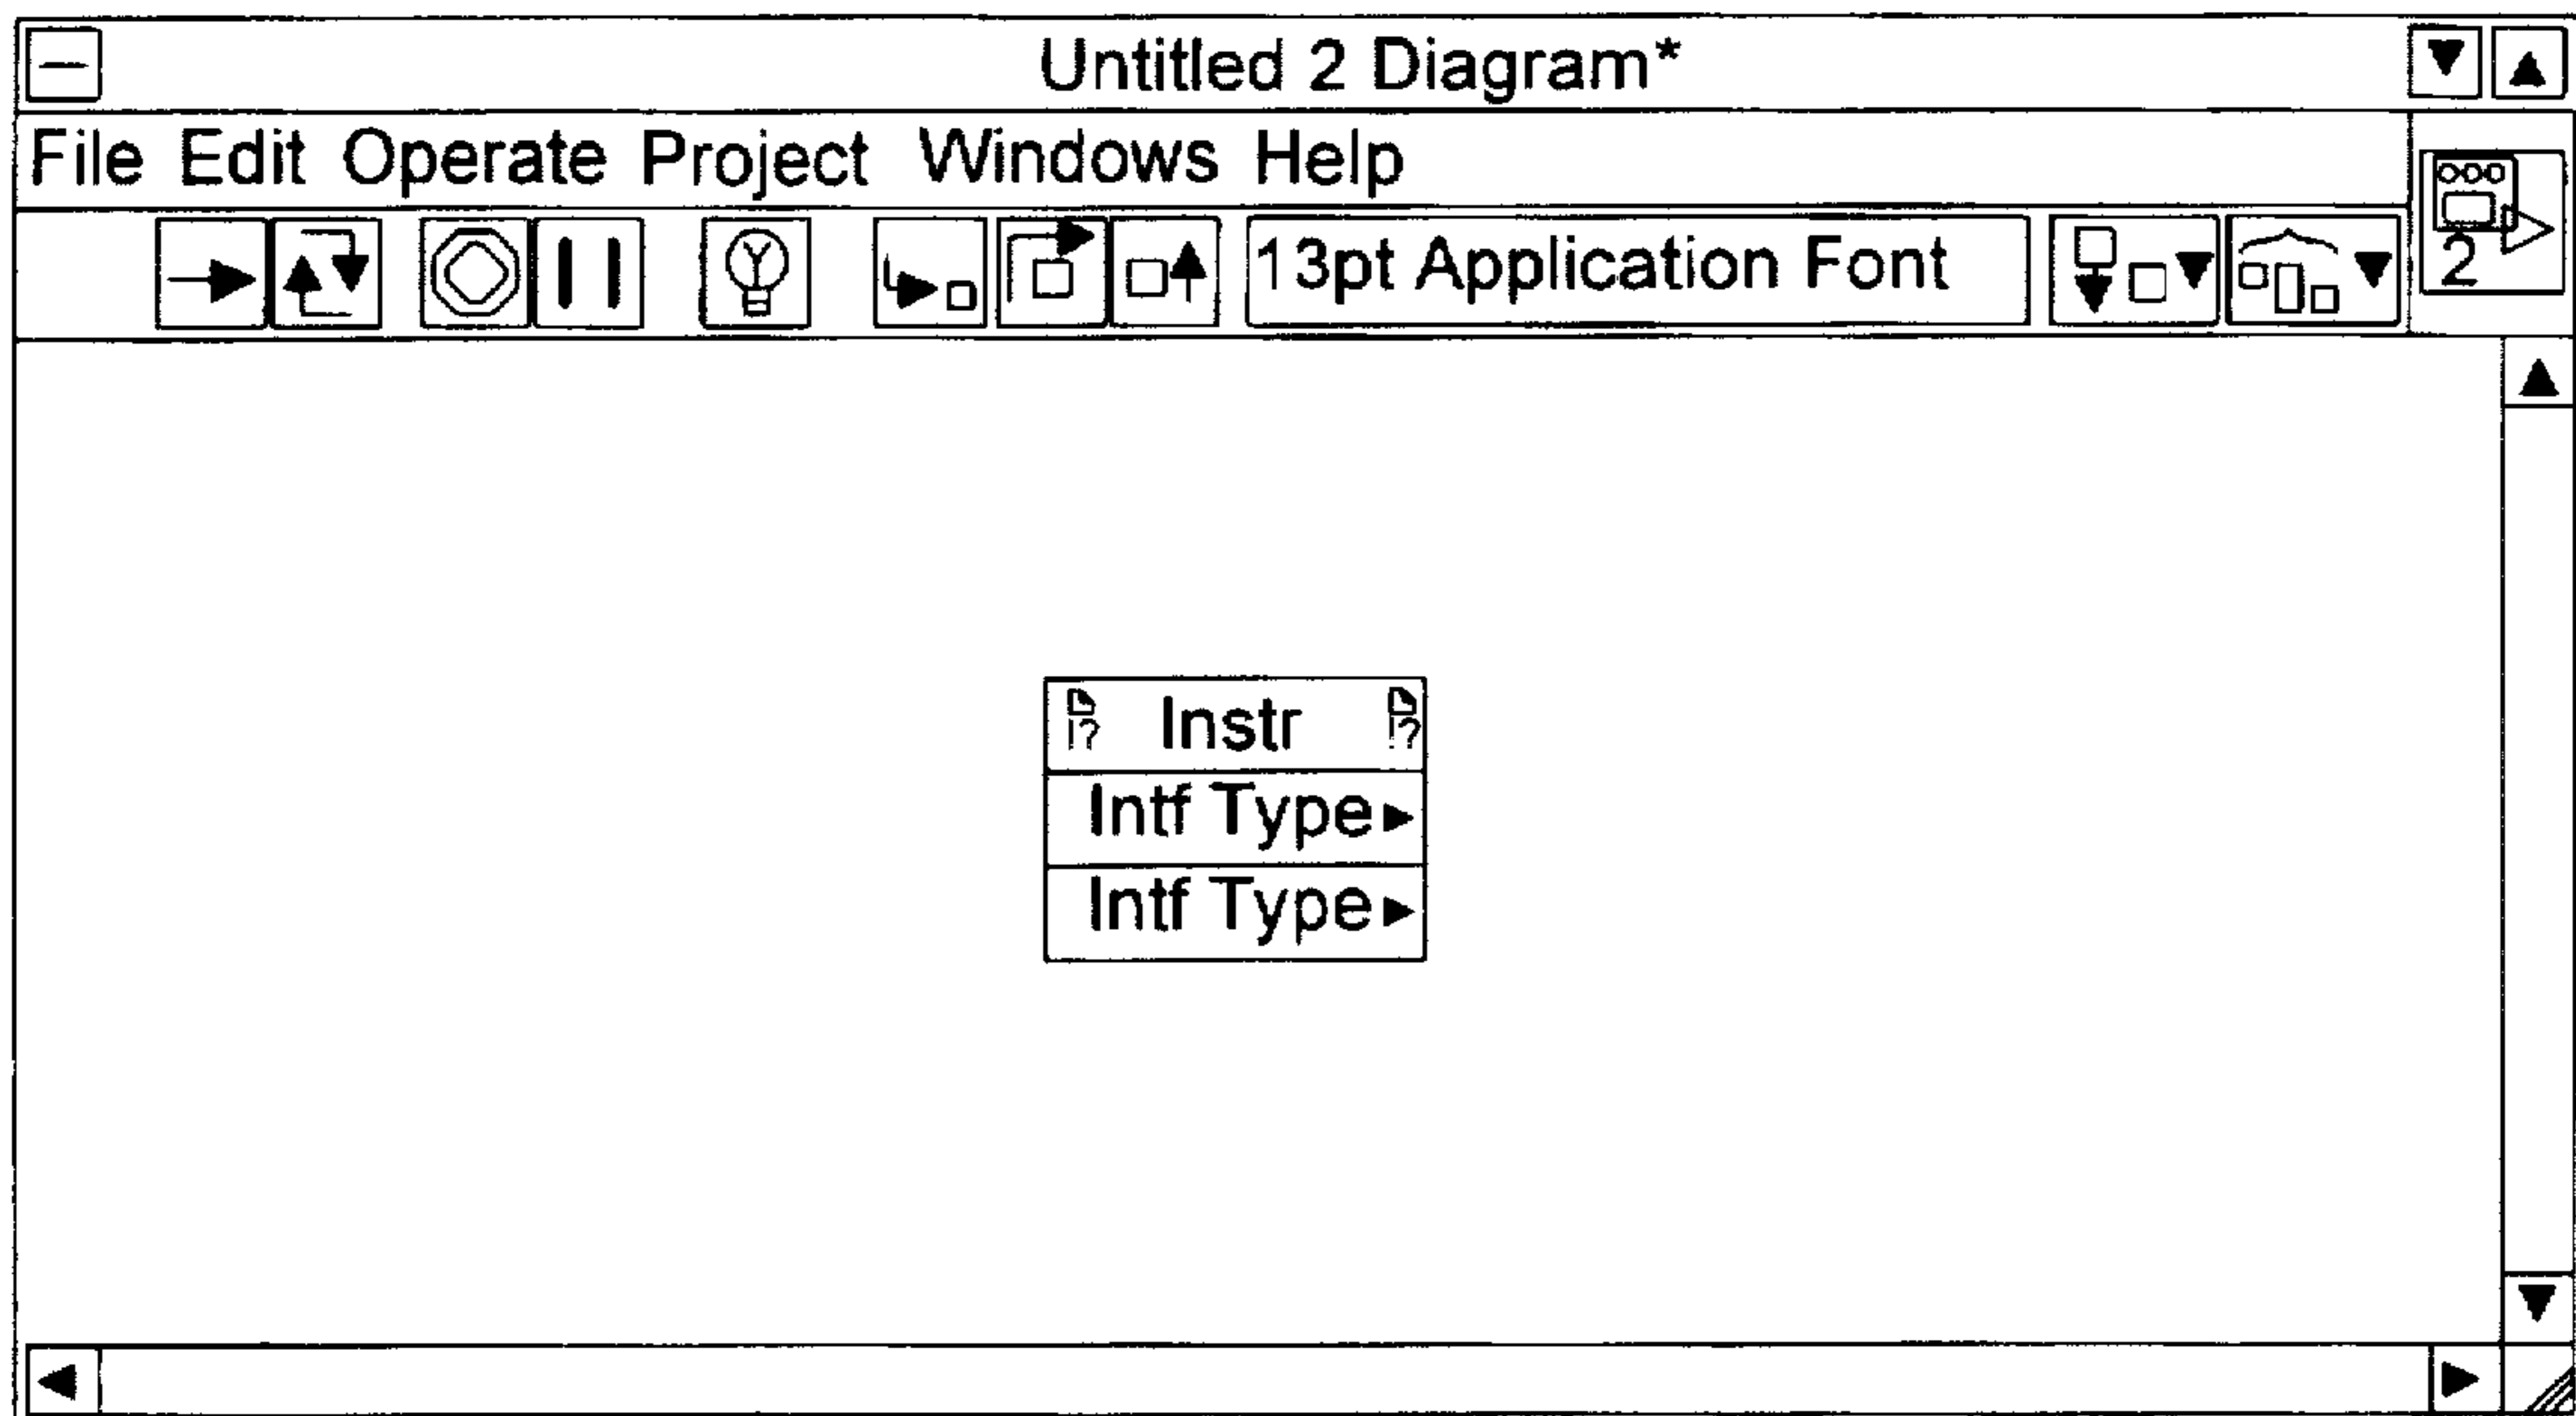 Untitled 2 Diagram*
File Edit Operate Project Windows Help
13pt Application Font
2
!? Instr !?
Intf Type
Intf Type